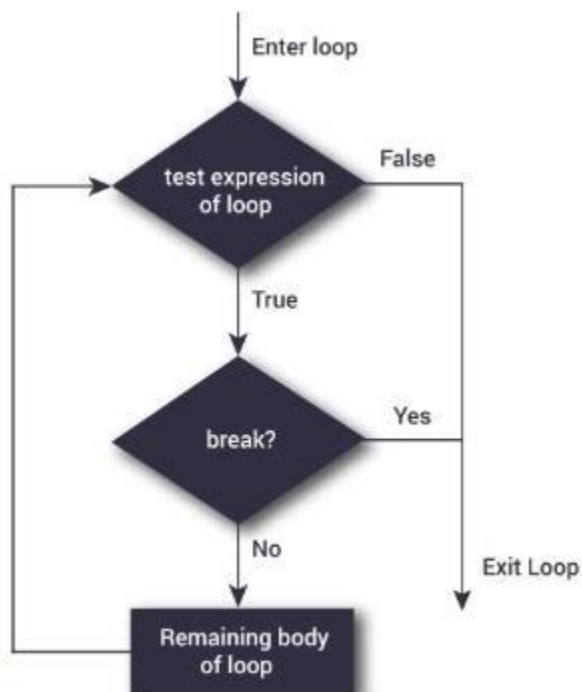 Enter loop
test expression
of loop
False
True
break?
Yes
No
Exit Loop
Remaining body
of loop